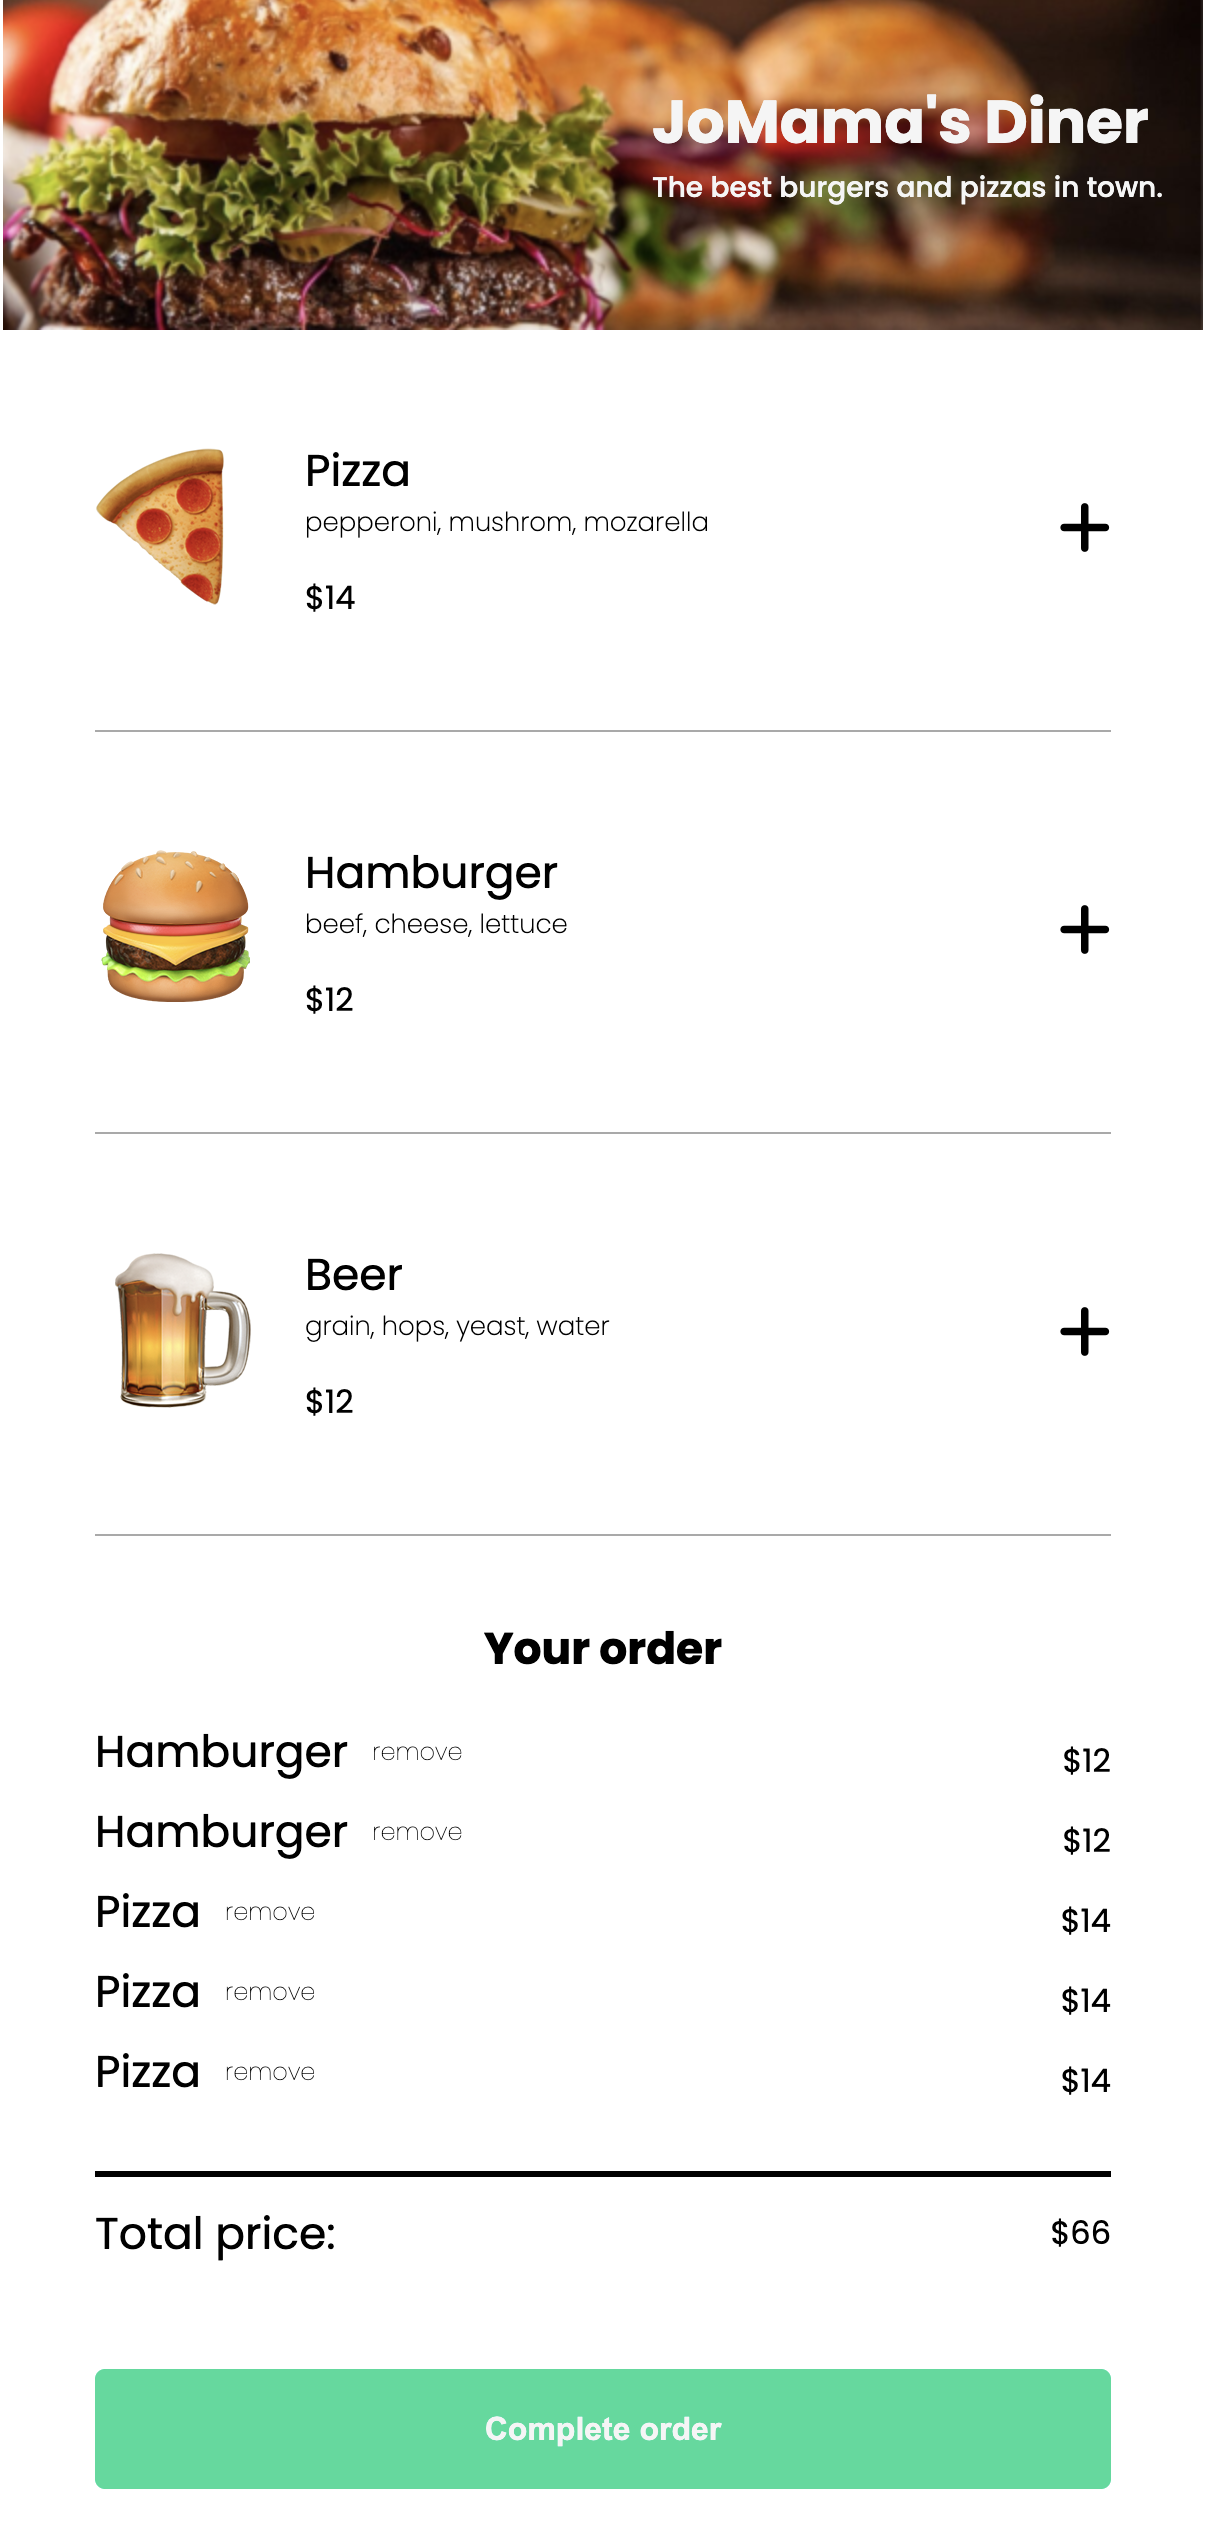 JoMama's Diner
The best burgers and pizzas in town.
Pizza
pepperoni, mushrom, mozarella
$14
Hamburger
beef, cheese, lettuce
$12
Beer
grain, hops, yeast, water
$12
Your order
Hamburger remove $12
Hamburger remove $12
Pizza remove $14
Pizza remove $14
Pizza remove $14
Total price: $66
Complete order